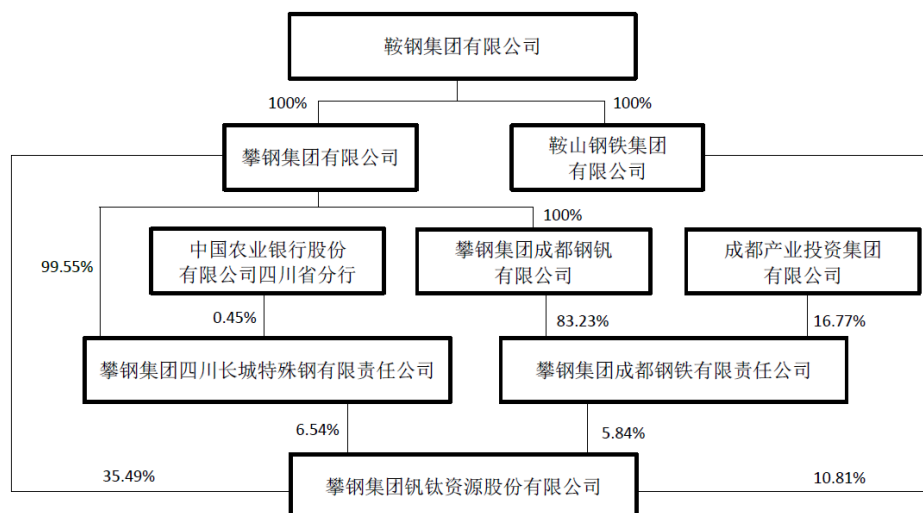 鞍钢集团有限公司
100%
100%
攀钢集团有限公司
鞍山钢铁集团
有限公司
100%
99.55%
中国农业银行股份
有限公司四川省分行
攀钢集团成都钢钒
有限公司
成都产业投资集团
有限公司
0.45%
83.23%
16.77%
攀钢集团四川长城特殊钢有限责任公司
攀钢集团成都钢铁有限责任公司
6.54%
5.84%
35.49%
攀钢集团钒钛资源股份有限公司
10.81%